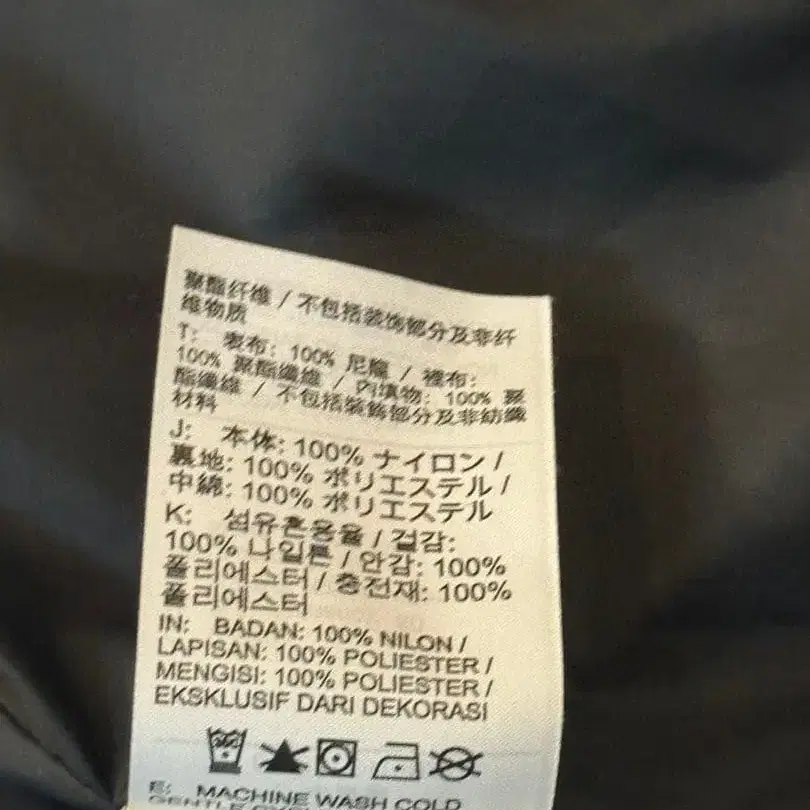 聚酯纤维 / 不包括装饰部分及非纤
维物质
T: 表布: 100% 尼龍 / 裡布:
100% 聚酯纖維 / 內填物: 100% 聚
酯纖維 / 不包括裝飾部分及非紡織
材料
J: 本体: 100% ナイロン /
裏地: 100% ポリエステル /
中綿: 100% ポリエステル
K: 섬유혼용율 / 겉감:
100% 나일론 / 안감: 100%
폴리에스터 / 충전재: 100%
폴리에스터
IN: BADAN: 100% NILON /
LAPISAN: 100% POLIESTER /
MENGISI: 100% POLIESTER /
EKSKLUSIF DARI DEKORASI
E: MACHINE WASH COLD
GENTLE